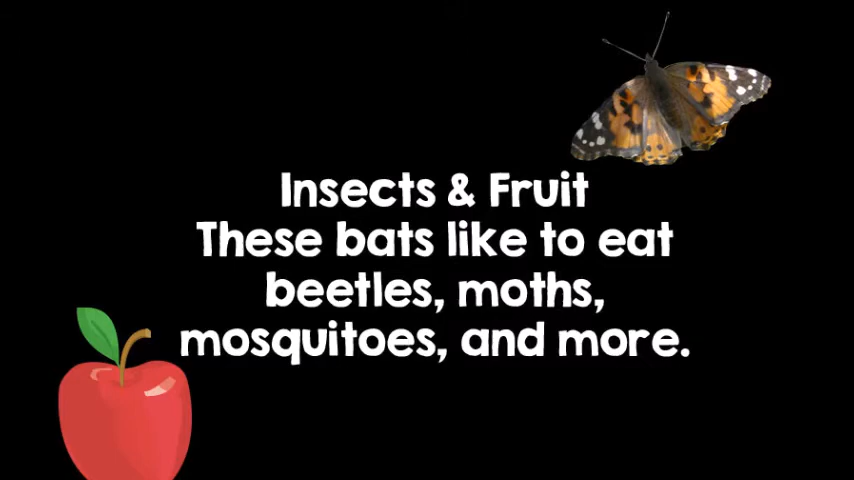 Insects & Fruit
These bats like to eat
beetles, moths,
mosquitoes, and more.